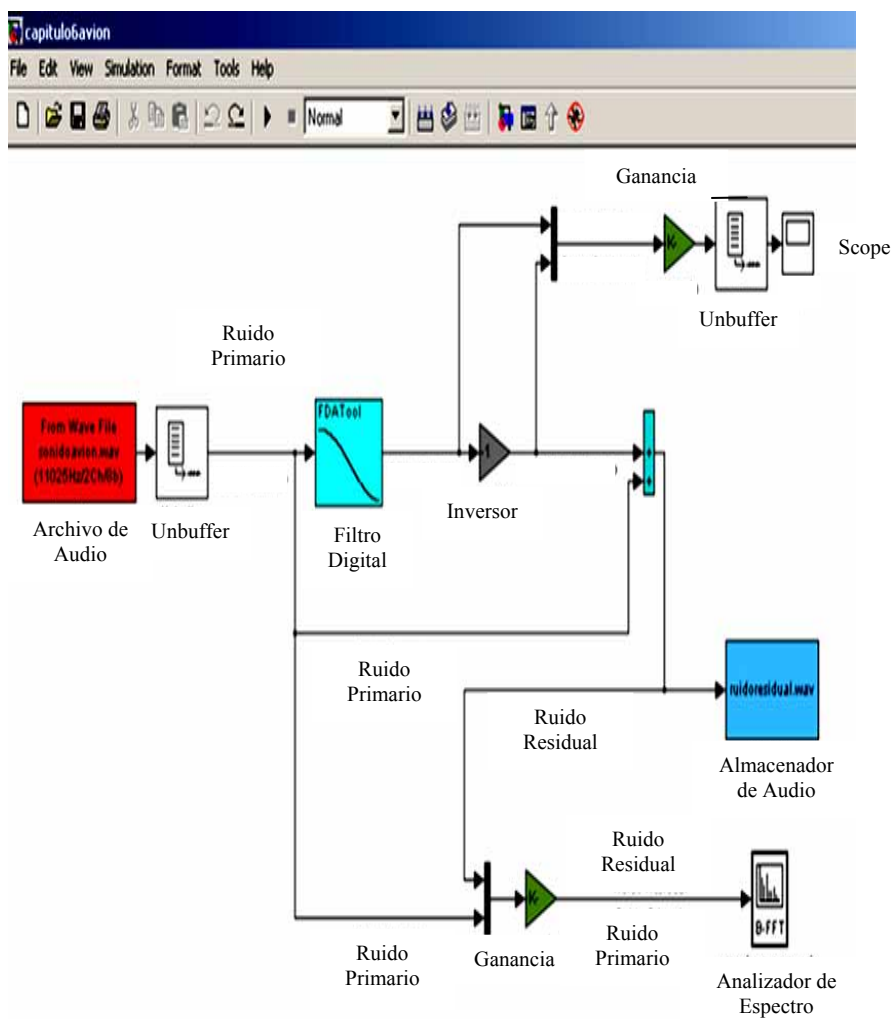 capitulo6avion
File Edit View Simulation Format Tools Help
Normal
Ganancia
Scope
Unbuffer
Ruido
Primario
From Wave File
sonidoavion.wav
(11025Hz/2Ch/8b)
FDATool
-1
Archivo de
Audio
Unbuffer
Filtro
Digital
Inversor
Ruido
Primario
Ruido
Residual
ruidoresidual.wav
Almacenador
de Audio
Ruido
Residual
B-FFT
Ruido
Primario
Ganancia
Ruido
Primario
Analizador de
Espectro